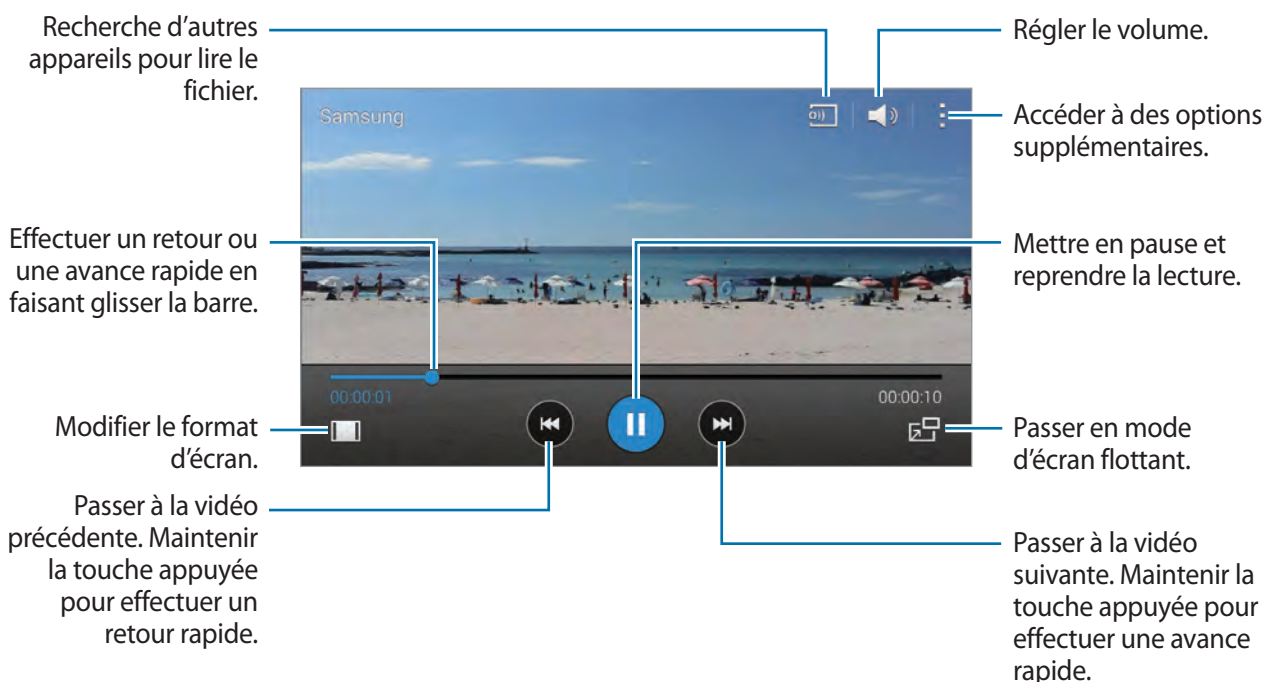 Recherche d’autres
appareils pour lire le
fichier.
Régler le volume.
Samsung
Accéder à des options
supplémentaires.
Effectuer un retour ou
une avance rapide en
faisant glisser la barre.
Mettre en pause et
reprendre la lecture.
00:00:01
00:00:10
Modifier le format
d’écran.
Passer en mode
d’écran flottant.
Passer à la vidéo
précédente. Maintenir
la touche appuyée
pour effectuer un
retour rapide.
Passer à la vidéo
suivante. Maintenir la
touche appuyée pour
effectuer une avance
rapide.